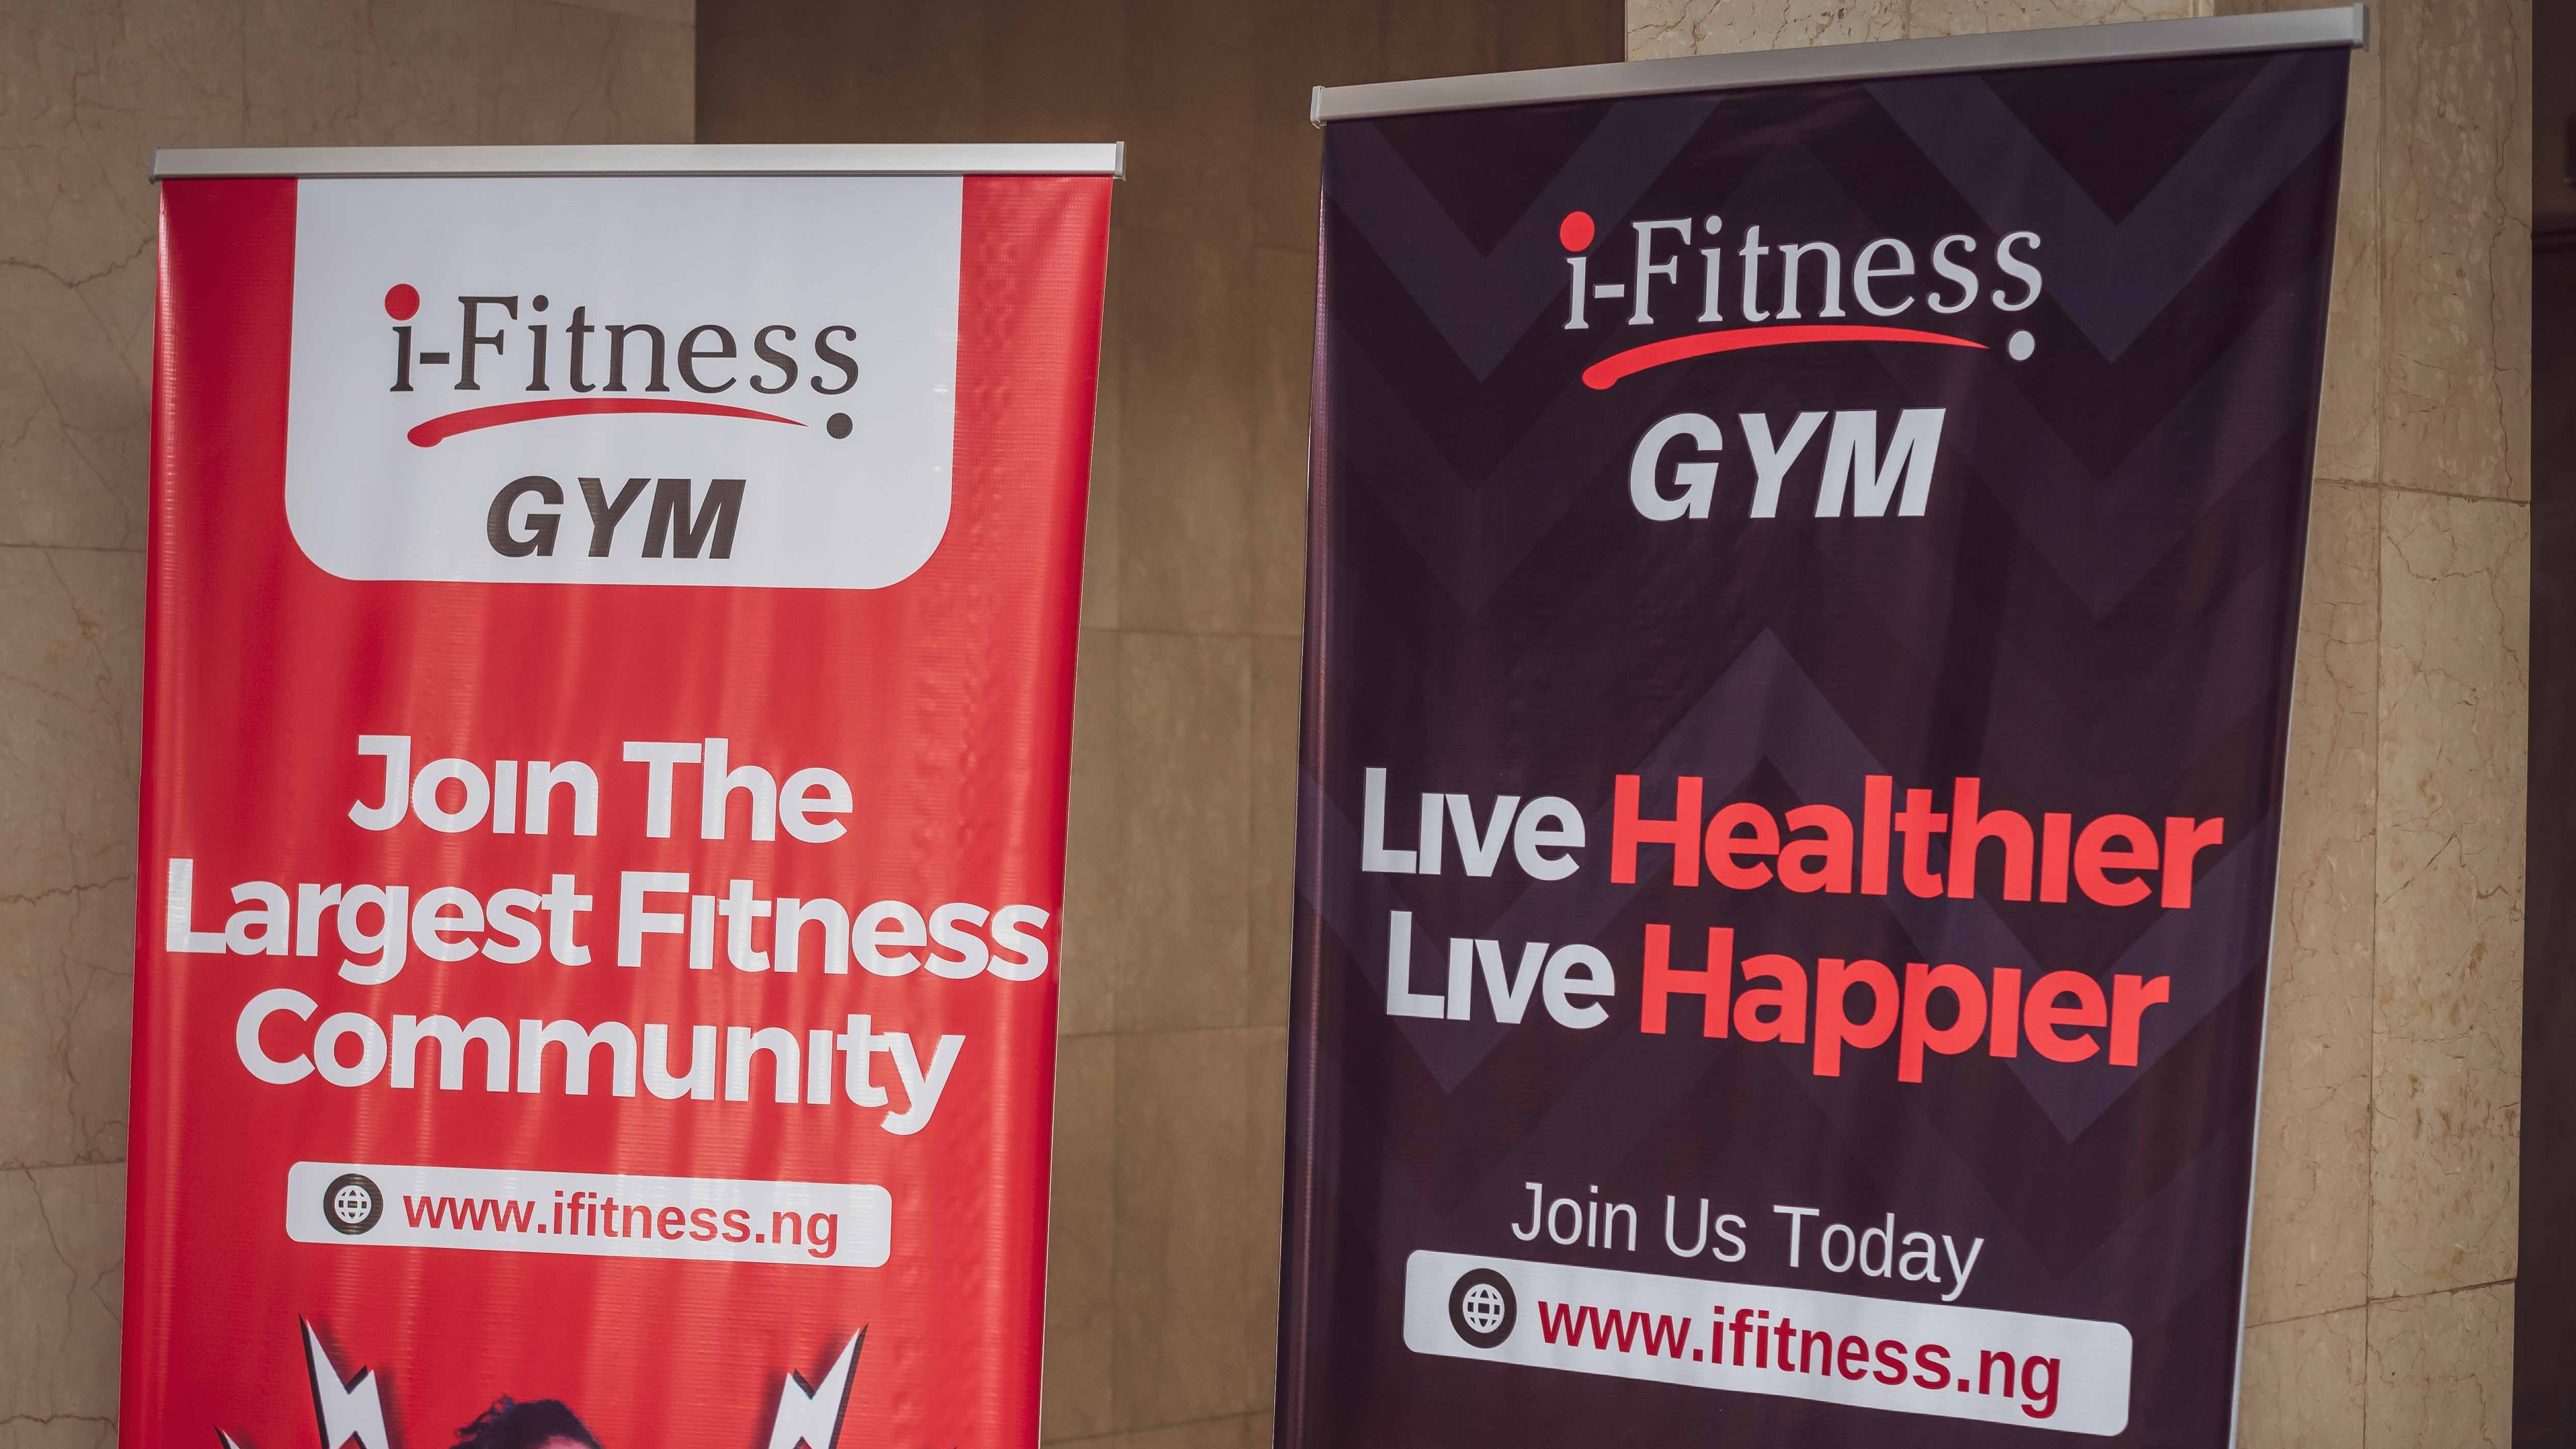 i-Fitness
GYM
Join The
Largest Fitness
Community
www.ifitness.ng
i-Fitness
GYM
Live Healthier
Live Happier
Join Us Today
www.ifitness.ng